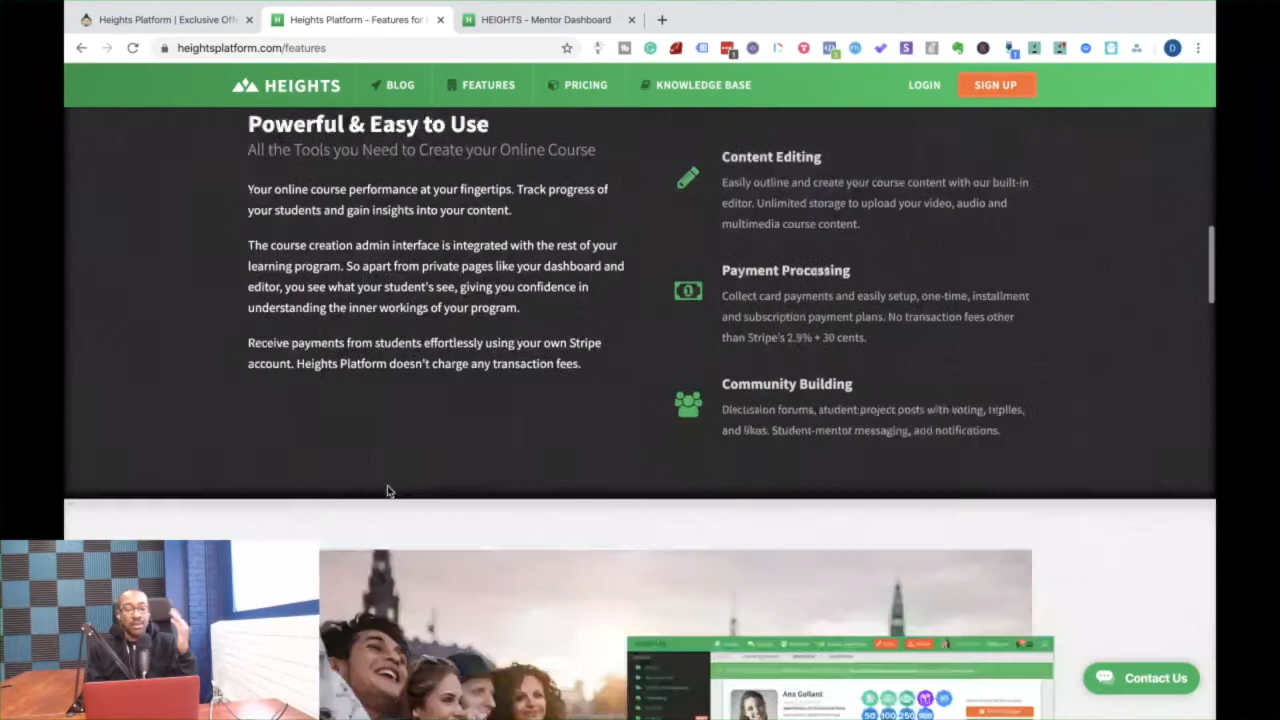 Heights Platform | Exclusive Off
Heights Platform - Features for
HEIGHTS - Mentor Dashboard
heightsplatform.com/features
HEIGHTS
BLOG
FEATURES
PRICING
KNOWLEDGE BASE
LOGIN
SIGN UP
Powerful & Easy to Use
All the Tools you Need to Create your Online Course
Your online course performance at your fingertips. Track progress of
your students and gain insights into your content.
The course creation admin interface is integrated with the rest of your
learning program. So apart from private pages like your dashboard and
editor, you see what your student's see, giving you confidence in
understanding the inner workings of your program.
Receive payments from students effortlessly using your own Stripe
account. Heights Platform doesn't charge any transaction fees.
Content Editing
Easily outline and create your course content with our built-in
editor. Unlimited storage to upload your video, audio and
multimedia course content.
Payment Processing
Collect card payments and easily setup, one-time, installment
and subscription payment plans. No transaction fees other
than Stripe's 2.9% + 30 cents.
Community Building
Discussion forums, student project posts with voting, replies,
and likes. Student-mentor messaging, and notifications.
Ana Gallant
50 100 250
Contact Us